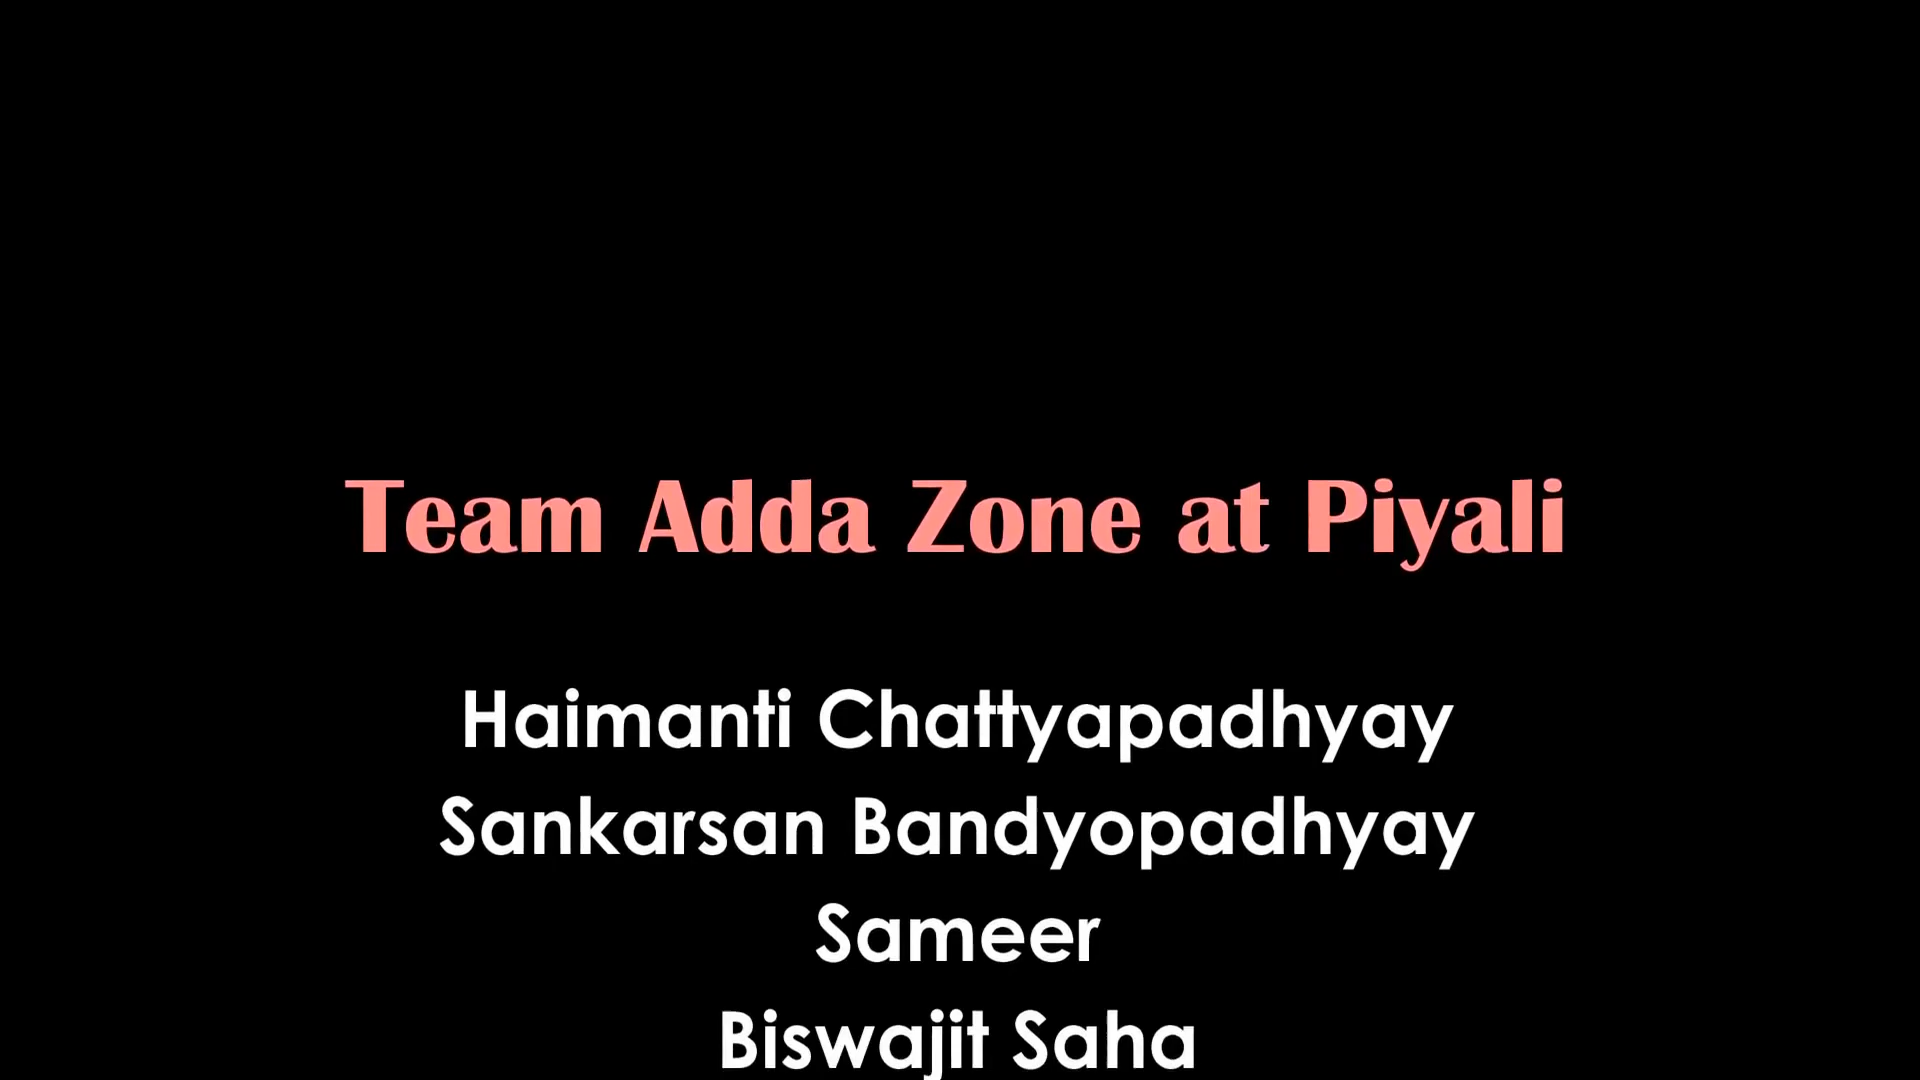 Team Adda Zone at Piyali
Haimanti Chattyapadhyay
Sankarsan Bandyopadhyay
Sameer
Biswajit Saha